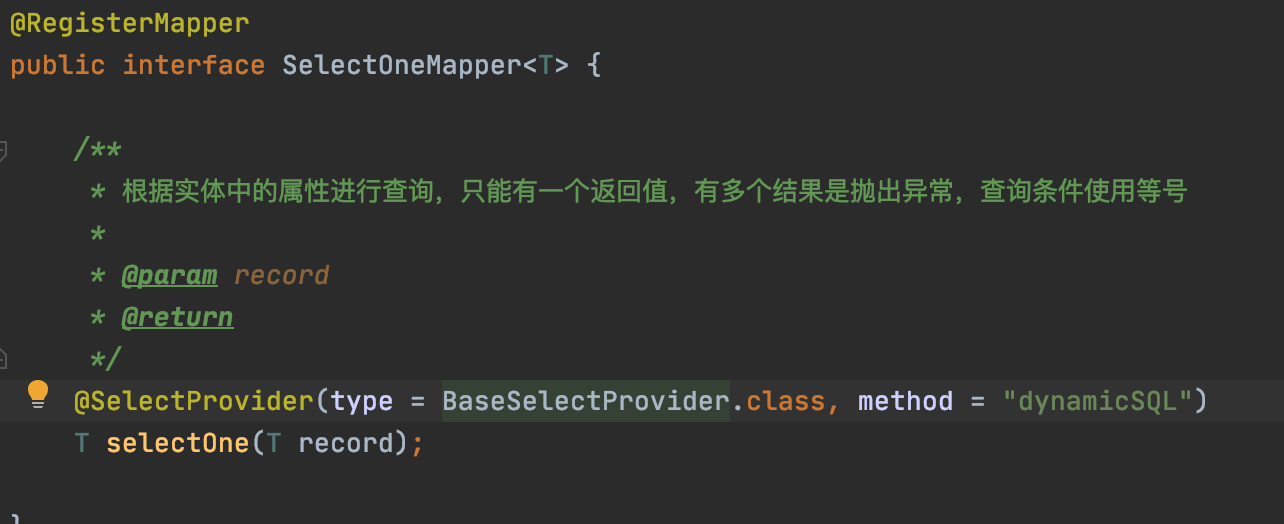 @RegisterMapper
public interface SelectOneMapper<T> {
/**
* 根据实体中的属性进行查询，只能有一个返回值，有多个结果是抛出异常，查询条件使用等号
*
* @param record
* @return
*/
@SelectProvider(type = BaseSelectProvider.class, method = "dynamicSQL")
T selectOne(T record);
}